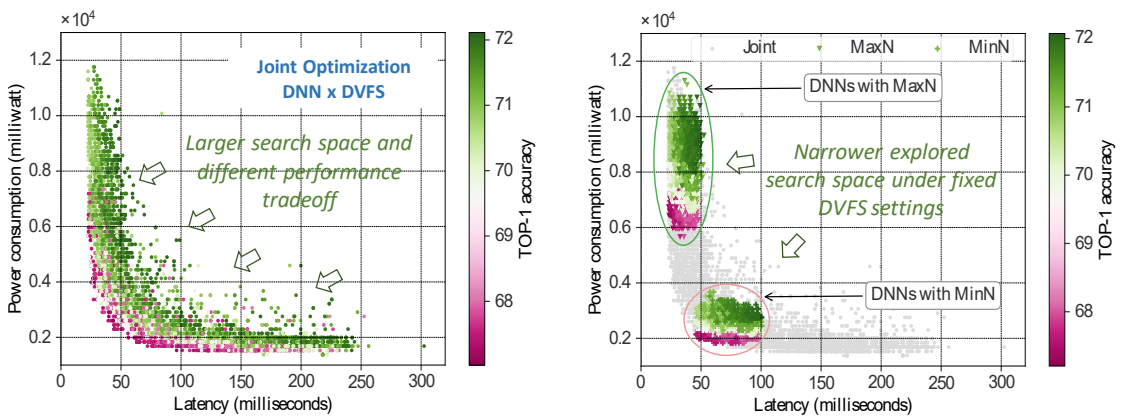 × 10⁴
1.2
1.0
0.8
0.6
0.4
0.2
0
50
100
150
200
250
300
Power consumption (milliwatt)
Latency (milliseconds)
Joint Optimization
DNN x DVFS
Larger search space and
different performance
tradeoff
72
71
70
69
68
TOP-1 accuracy
× 10⁴
Joint
MaxN
MinN
1.2
1.0
0.8
0.6
0.4
0.2
0
50
100
150
200
250
300
Power consumption (milliwatt)
Latency (milliseconds)
DNNs with MaxN
Narrower explored
search space under fixed
DVFS settings
DNNs with MinN
72
71
70
69
68
TOP-1 accuracy